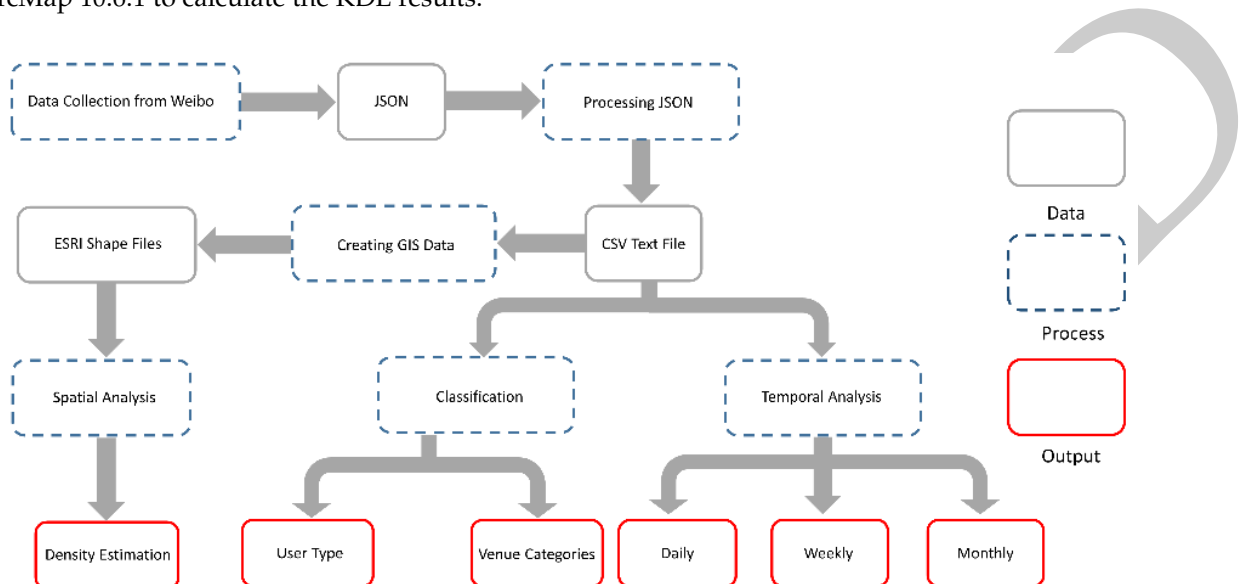 rcMap 10.6.1 to calculate the KDE results.
Data Collection from Weibo
JSON
Processing JSON
Data
ESRI Shape Files
Creating GIS Data
CSV Text File
Process
Spatial Analysis
Classification
Temporal Analysis
Output
Density Estimation
User Type
Venue Categories
Daily
Weekly
Monthly